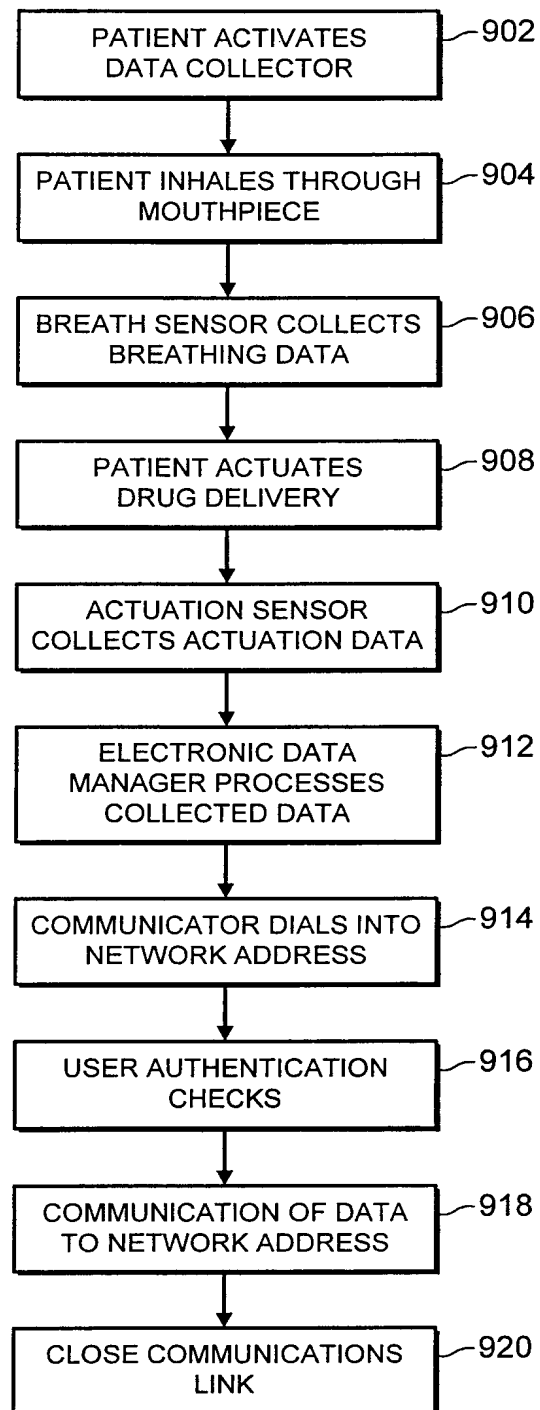 PATIENT ACTIVATES
DATA COLLECTOR
902
PATIENT INHALES THROUGH
MOUTHPIECE
904
BREATH SENSOR COLLECTS
BREATHING DATA
906
PATIENT ACTUATES
DRUG DELIVERY
908
ACTUATION SENSOR
COLLECTS ACTUATION DATA
910
ELECTRONIC DATA
MANAGER PROCESSES
COLLECTED DATA
912
COMMUNICATOR DIALS INTO
NETWORK ADDRESS
914
USER AUTHENTICATION
CHECKS
916
COMMUNICATION OF DATA
TO NETWORK ADDRESS
918
CLOSE COMMUNICATIONS
LINK
920